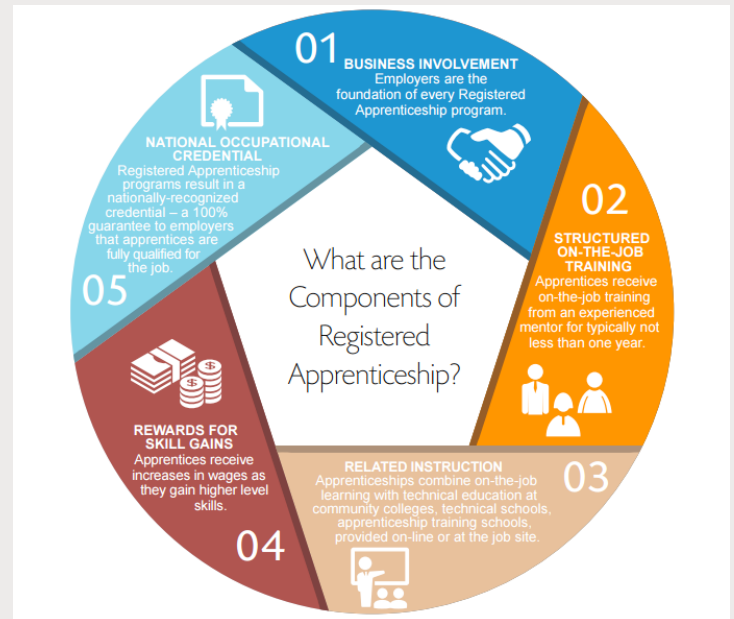 What are the
Components of
Registered
Apprenticeship?
01
BUSINESS INVOLVEMENT
Employers are the
foundation of every Registered
Apprenticeship program.
02
STRUCTURED
ON-THE-JOB
TRAINING
Apprentices receive
on-the-job training
from an experienced
mentor for typically not
less than one year.
03
RELATED INSTRUCTION
Apprenticeships combine on-the-job
learning with technical education at
community colleges, technical schools,
apprenticeship training schools,
provided on-line or at the job site.
04
REWARDS FOR
SKILL GAINS
Apprentices receive
increases in wages as
they gain higher level
skills.
$
$
05
NATIONAL OCCUPATIONAL
CREDENTIAL
Registered Apprenticeship
programs result in a
nationally-recognized
credential – a 100%
guarantee to employers
that apprentices are
fully qualified for
the job.